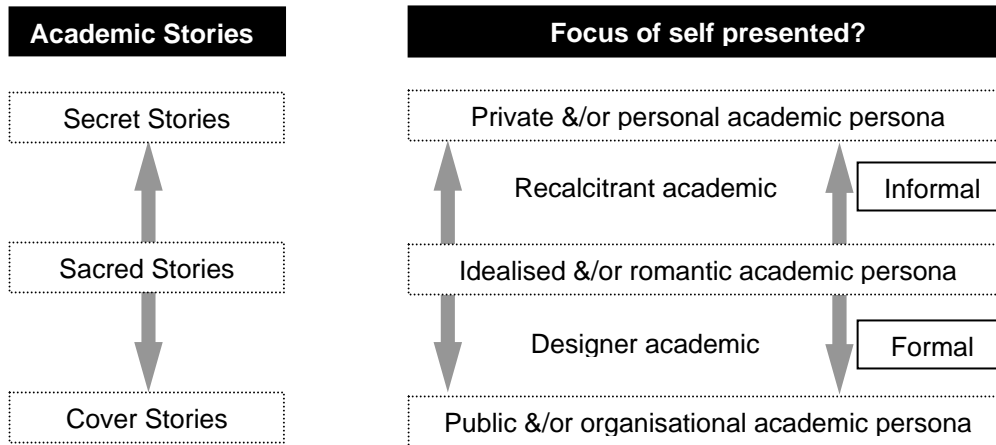 Academic Stories
Focus of self presented?
Secret Stories
Private &/or personal academic persona
Recalcitrant academic
Informal
Sacred Stories
Idealised &/or romantic academic persona
Designer academic
Formal
Cover Stories
Public &/or organisational academic persona